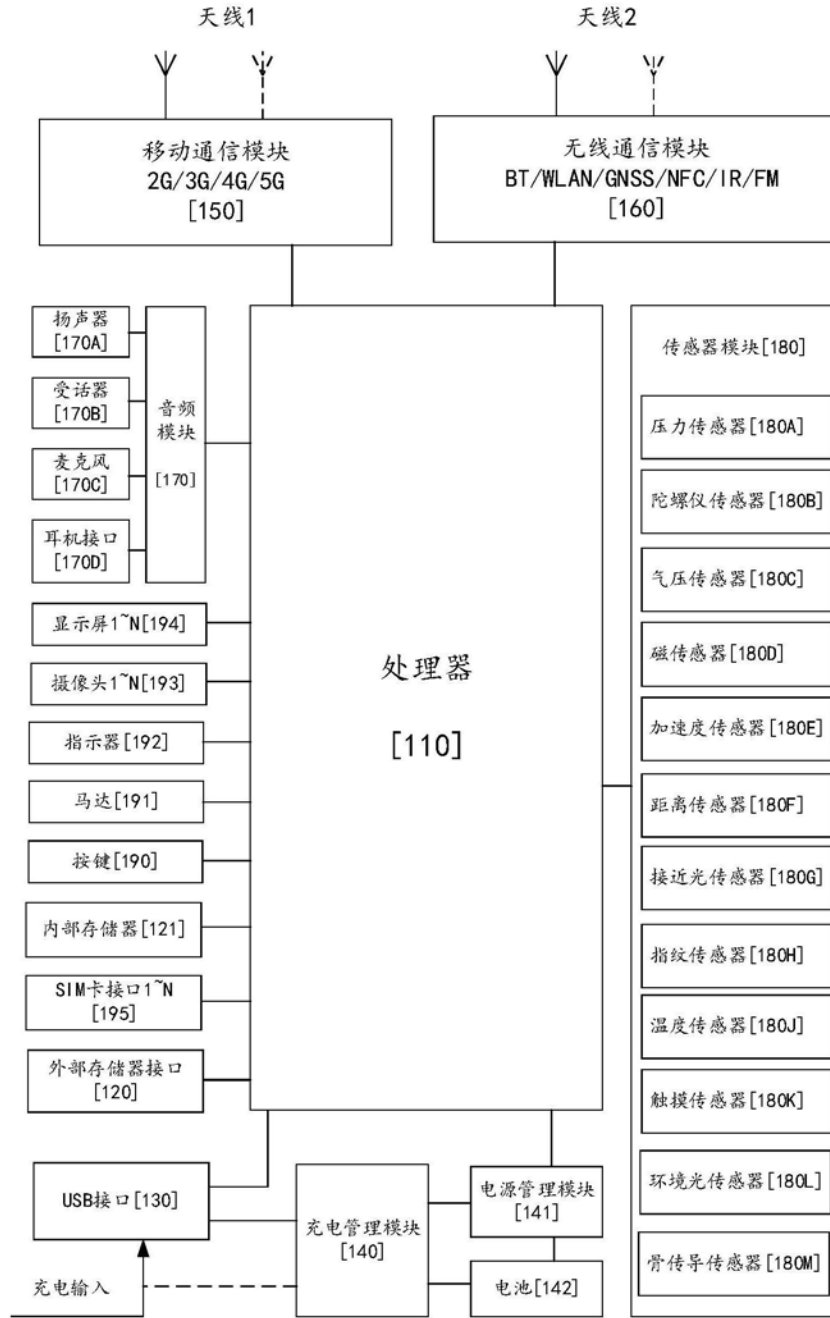 天线1
天线2
移动通信模块
2G/3G/4G/5G
[150]
无线通信模块
BT/WLAN/GNSS/NFC/IR/FM
[160]
扬声器
[170A]
受话器
[170B]
麦克风
[170C]
耳机接口
[170D]
音频
模块
[170]
显示屏1~N[194]
摄像头1~N[193]
指示器[192]
马达[191]
按键[190]
内部存储器[121]
SIM卡接口1~N
[195]
外部存储器接口
[120]
处理器
[110]
传感器模块[180]
压力传感器[180A]
陀螺仪传感器[180B]
气压传感器[180C]
磁传感器[180D]
加速度传感器[180E]
距离传感器[180F]
接近光传感器[180G]
指纹传感器[180H]
温度传感器[180J]
触摸传感器[180K]
环境光传感器[180L]
骨传导传感器[180M]
USB接口[130]
充电输入
充电管理模块
[140]
电源管理模块
[141]
电池[142]